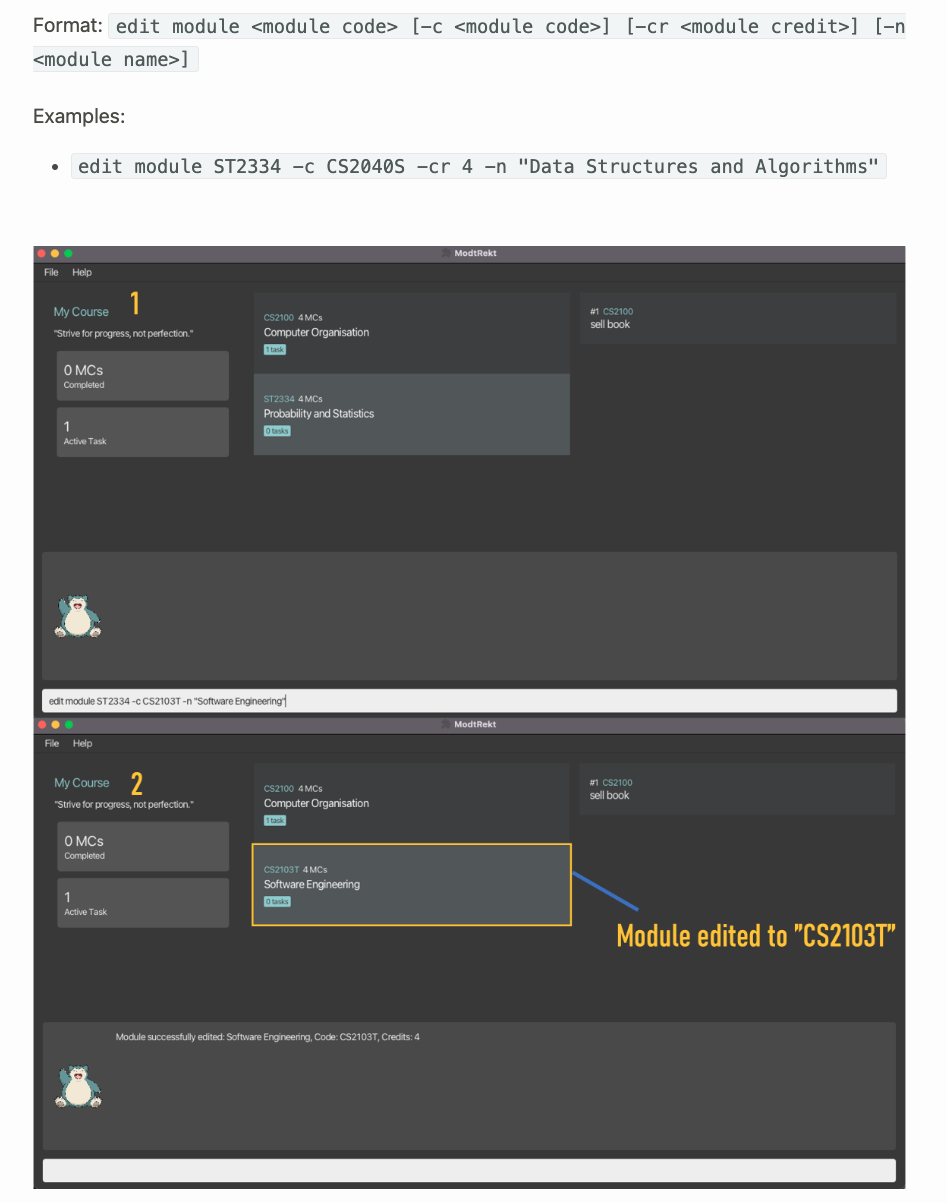 Format: edit module <module code> [-c <module code>] [-cr <module credit>] [-n
<module name>]
Examples:
• edit module ST2334 -c CS2040S -cr 4 -n "Data Structures and Algorithms"
ModtRekt
File Help
My Course 1
"Strive for progress, not perfection."
0 MCs
Completed
1
Active Task
CS2100 4 MCs
Computer Organisation
1 task
ST2334 4 MCs
Probability and Statistics
0 tasks
#1 CS2100
sell book
edit module ST2334 -c CS2103T -n "Software Engineering"
ModtRekt
File Help
My Course 2
"Strive for progress, not perfection."
0 MCs
Completed
1
Active Task
CS2100 4 MCs
Computer Organisation
1 task
CS2103T 4 MCs
Software Engineering
0 tasks
#1 CS2100
sell book
Module edited to "CS2103T"
Module successfully edited: Software Engineering, Code: CS2103T, Credits: 4